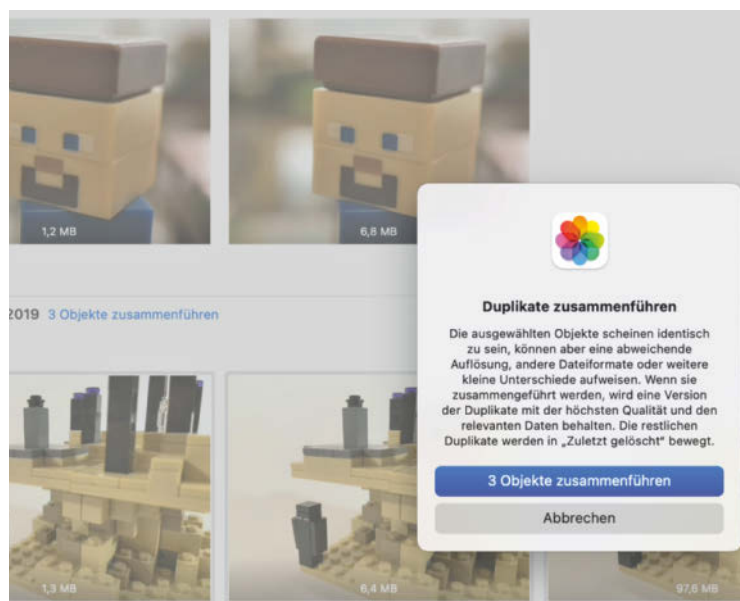 1,2 MB
6,8 MB
2019 3 Objekte zusammenführen
Duplikate zusammenführen
Die ausgewählten Objekte scheinen identisch
zu sein, können aber eine abweichende
Auflösung, andere Dateiformate oder weitere
kleine Unterschiede aufweisen. Wenn sie
zusammengeführt werden, wird eine Version
der Duplikate mit der höchsten Qualität und den
relevanten Daten behalten. Die restlichen
Duplikate werden in „Zuletzt gelöscht“ bewegt.
3 Objekte zusammenführen
Abbrechen
1,3 MB
6,4 MB
97,6 MB